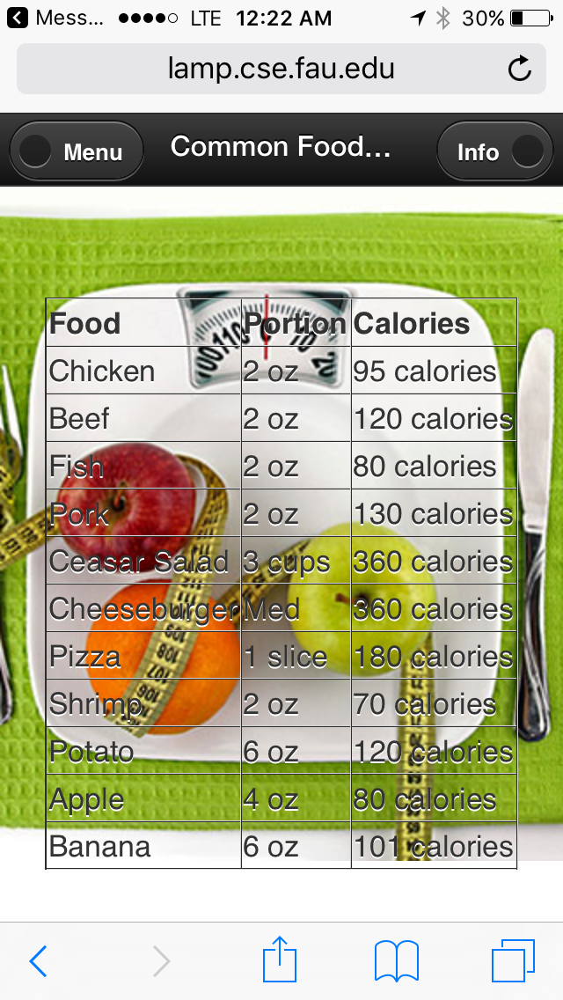 Mess... LTE 12:22 AM 30%
lamp.cse.fau.edu
Menu Common Food... Info
Food Portion Calories
Chicken 2 oz 95 calories
Beef 2 oz 120 calories
Fish 2 oz 80 calories
Pork 2 oz 130 calories
Ceasar Salad 3 cups 360 calories
Cheeseburger Med 360 calories
Pizza 1 slice 180 calories
Shrimp 2 oz 70 calories
Potato 6 oz 120 calories
Apple 4 oz 80 calories
Banana 6 oz 101 calories